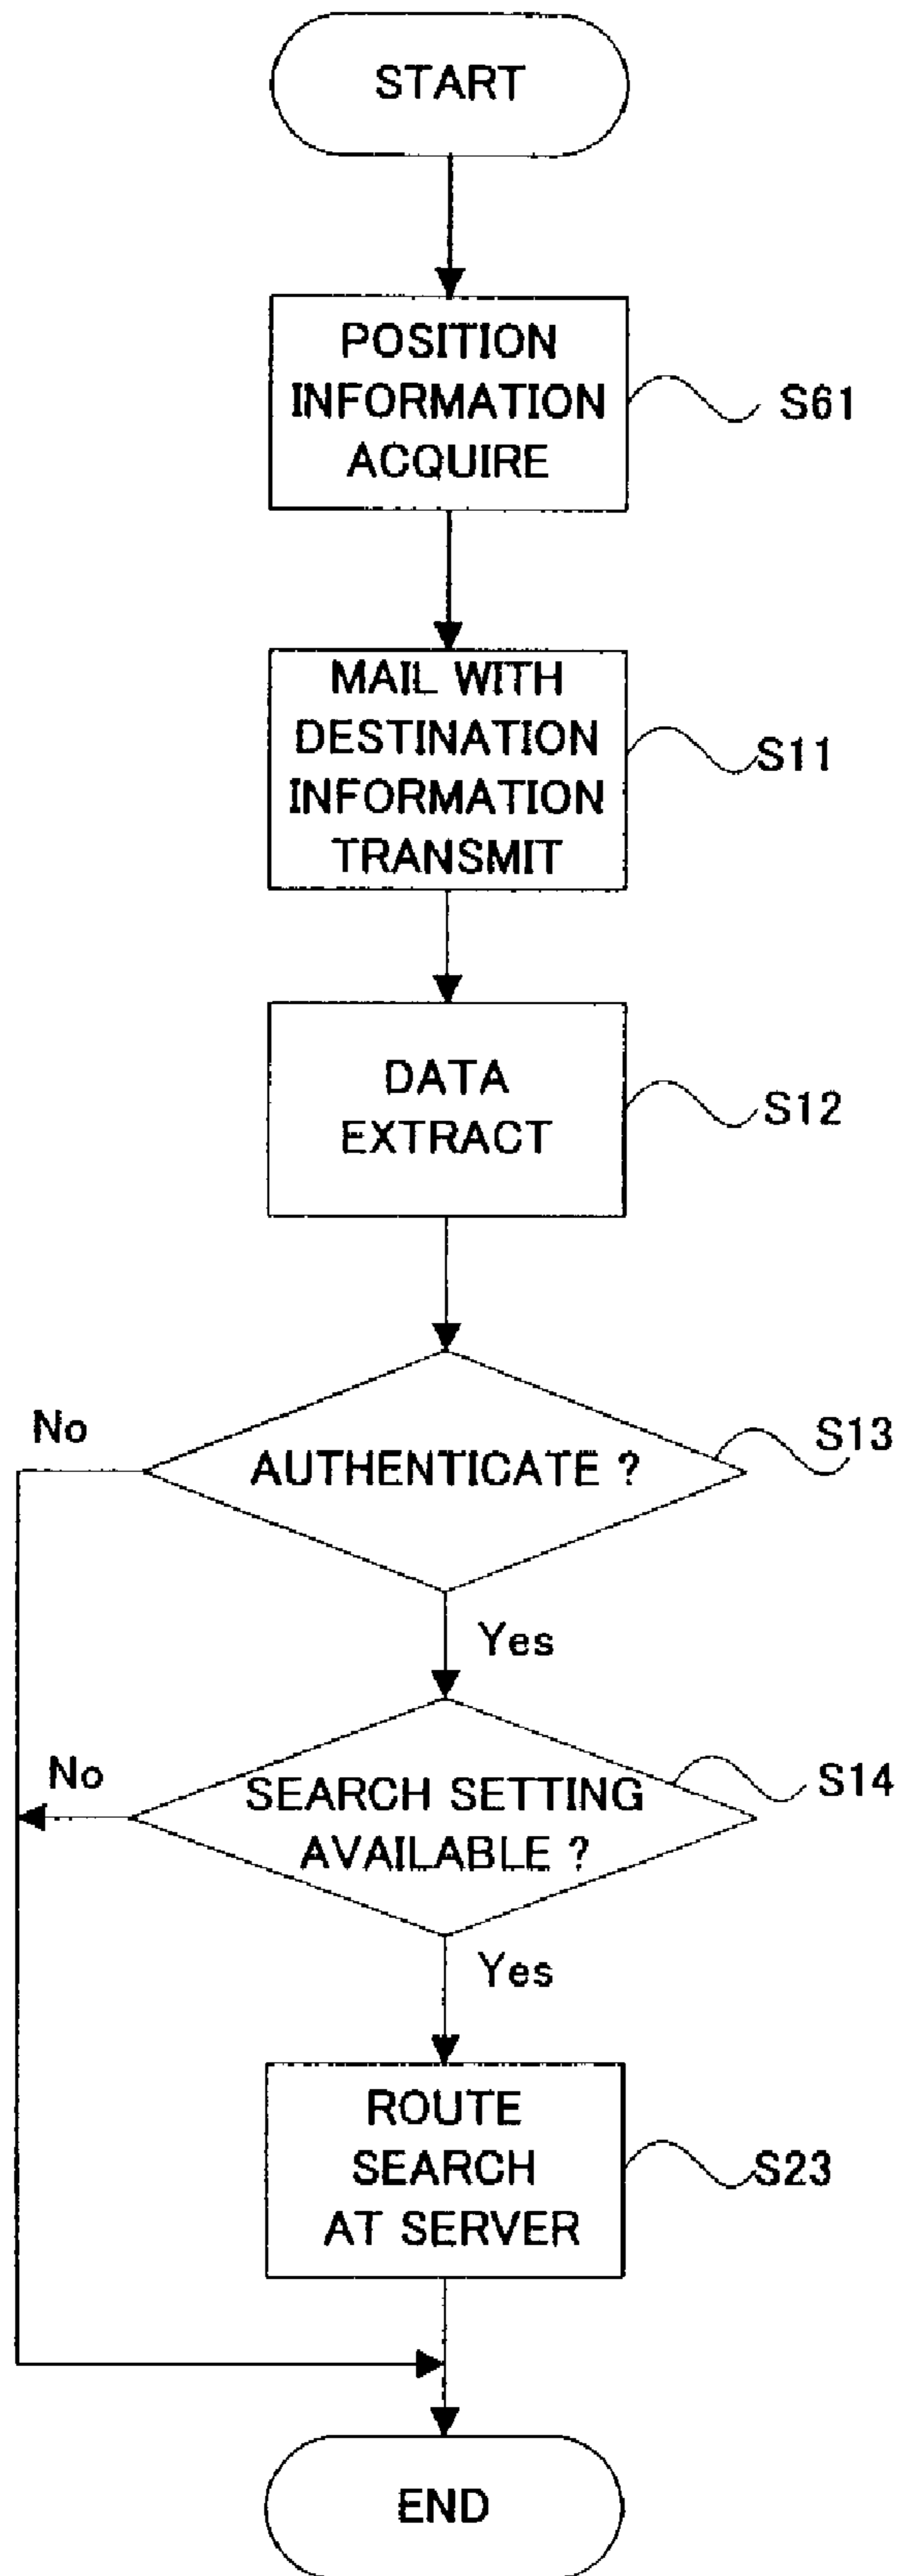 START
POSITION
INFORMATION
ACQUIRE
S61
MAIL WITH
DESTINATION
INFORMATION
TRANSMIT
S11
DATA
EXTRACT
S12
No
AUTHENTICATE ?
S13
Yes
No
SEARCH SETTING
AVAILABLE ?
S14
Yes
ROUTE
SEARCH
AT SERVER
S23
END